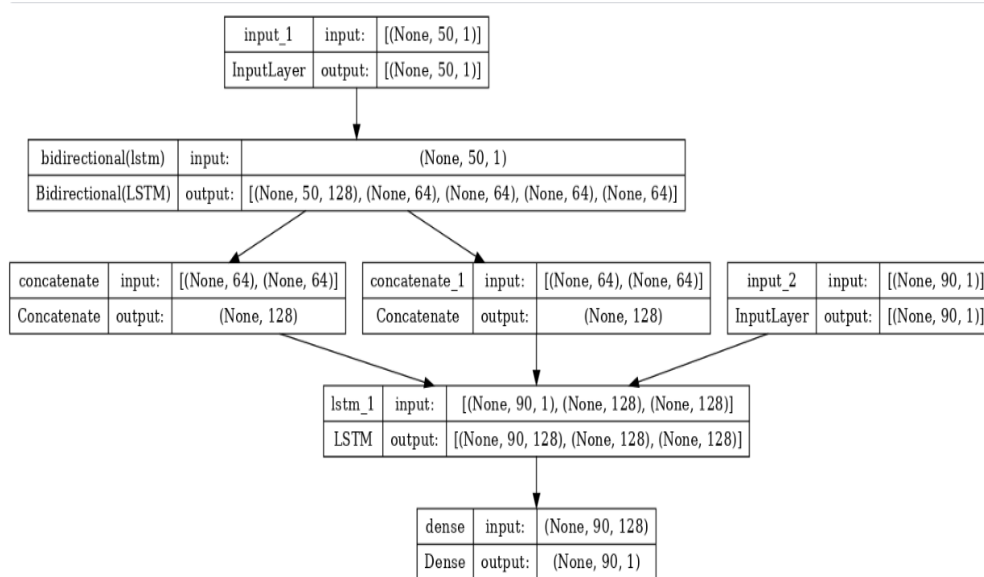 input_1 input: [(None, 50, 1)]
InputLayer output: [(None, 50, 1)]
bidirectional(lstm) input: (None, 50, 1)
Bidirectional(LSTM) output: [(None, 50, 128), (None, 64), (None, 64), (None, 64), (None, 64)]
concatenate input: [(None, 64), (None, 64)]
Concatenate output: (None, 128)
concatenate_1 input: [(None, 64), (None, 64)]
Concatenate output: (None, 128)
input_2 input: [(None, 90, 1)]
InputLayer output: [(None, 90, 1)]
lstm_1 input: [(None, 90, 1), (None, 128), (None, 128)]
LSTM output: [(None, 90, 128), (None, 128), (None, 128)]
dense input: (None, 90, 128)
Dense output: (None, 90, 1)